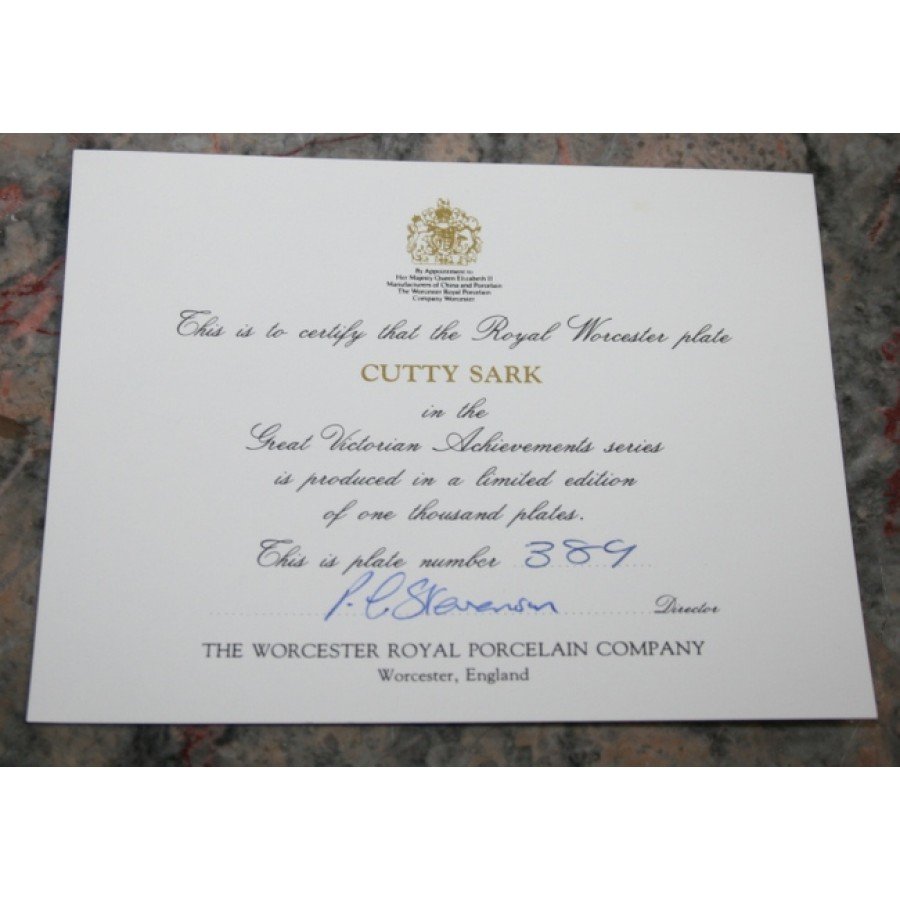 By Appointment to
Her Majesty Queen Elizabeth II
Manufacturers of China and Porcelain
The Worcester Royal Porcelain
Company Worcester
This is to certify that the Royal Worcester plate
CUTTY SARK
in the
Great Victorian Achievements series
is produced in a limited edition
of one thousand plates.
This is plate number 389
P. C. Stevenson Director
THE WORCESTER ROYAL PORCELAIN COMPANY
Worcester, England